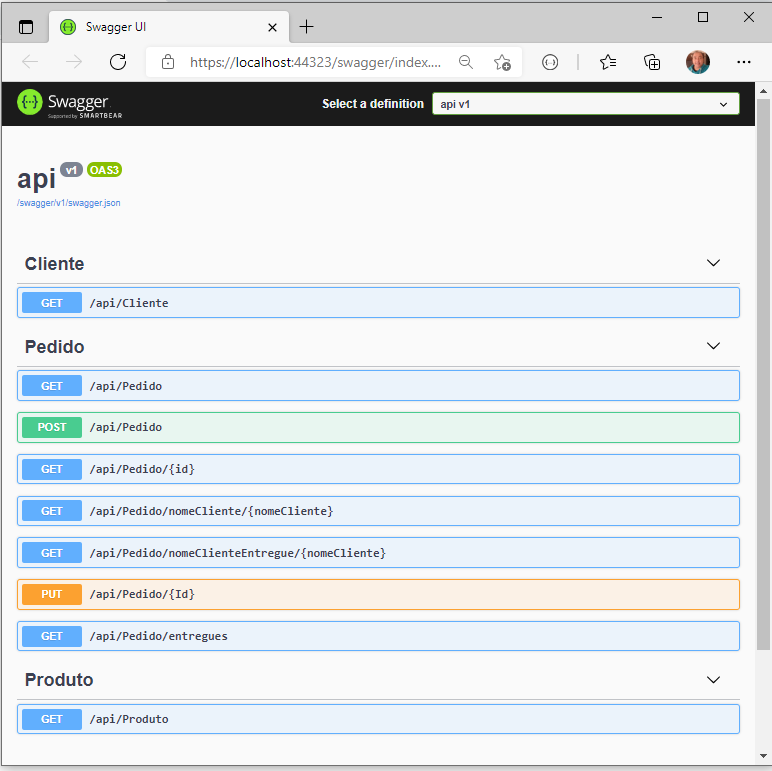 Swagger UI
https://localhost:44323/swagger/index....
Swagger
Supported by SMARTBEAR
Select a definition
api v1
api v1 OAS3
/swagger/v1/swagger.json
Cliente
GET /api/Cliente
Pedido
GET /api/Pedido
POST /api/Pedido
GET /api/Pedido/{id}
GET /api/Pedido/nomeCliente/{nomeCliente}
GET /api/Pedido/nomeClienteEntregue/{nomeCliente}
PUT /api/Pedido/{Id}
GET /api/Pedido/entregues
Produto
GET /api/Produto